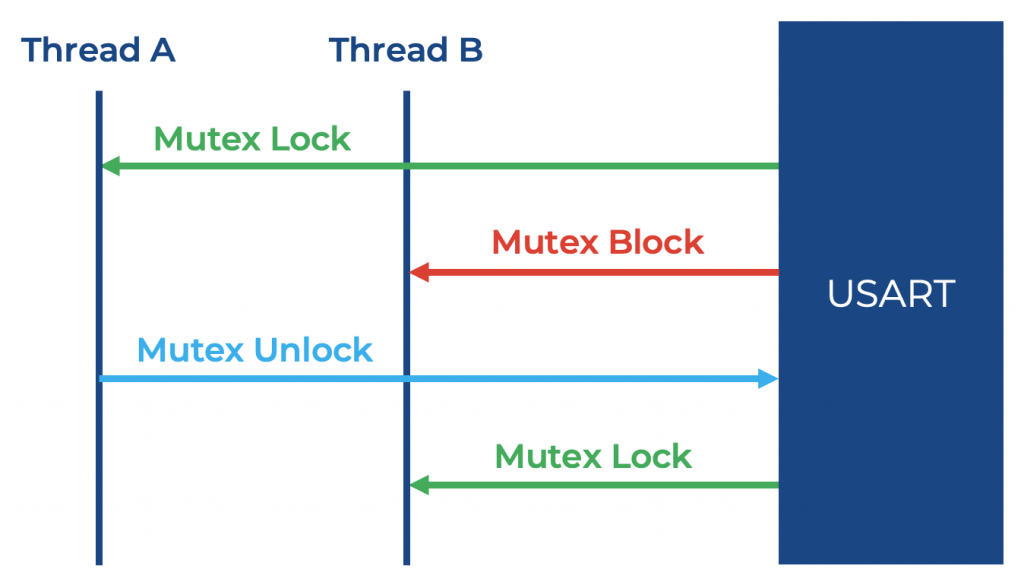 Thread A
Thread B
Mutex Lock
Mutex Block
USART
Mutex Unlock
Mutex Lock